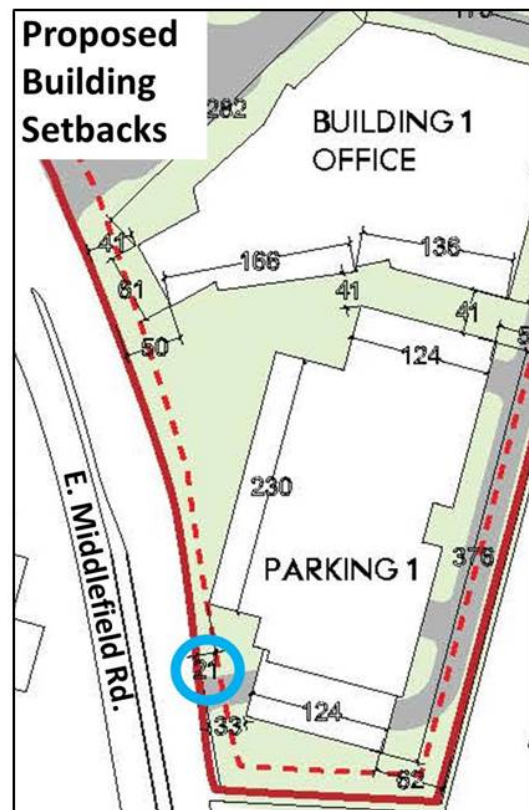 Proposed
Building
Setbacks
282
BUILDING 1
OFFICE
41
61
50
166
136
41
41
124
230
376
PARKING 1
E. Middlefield Rd.
21
33
124
62